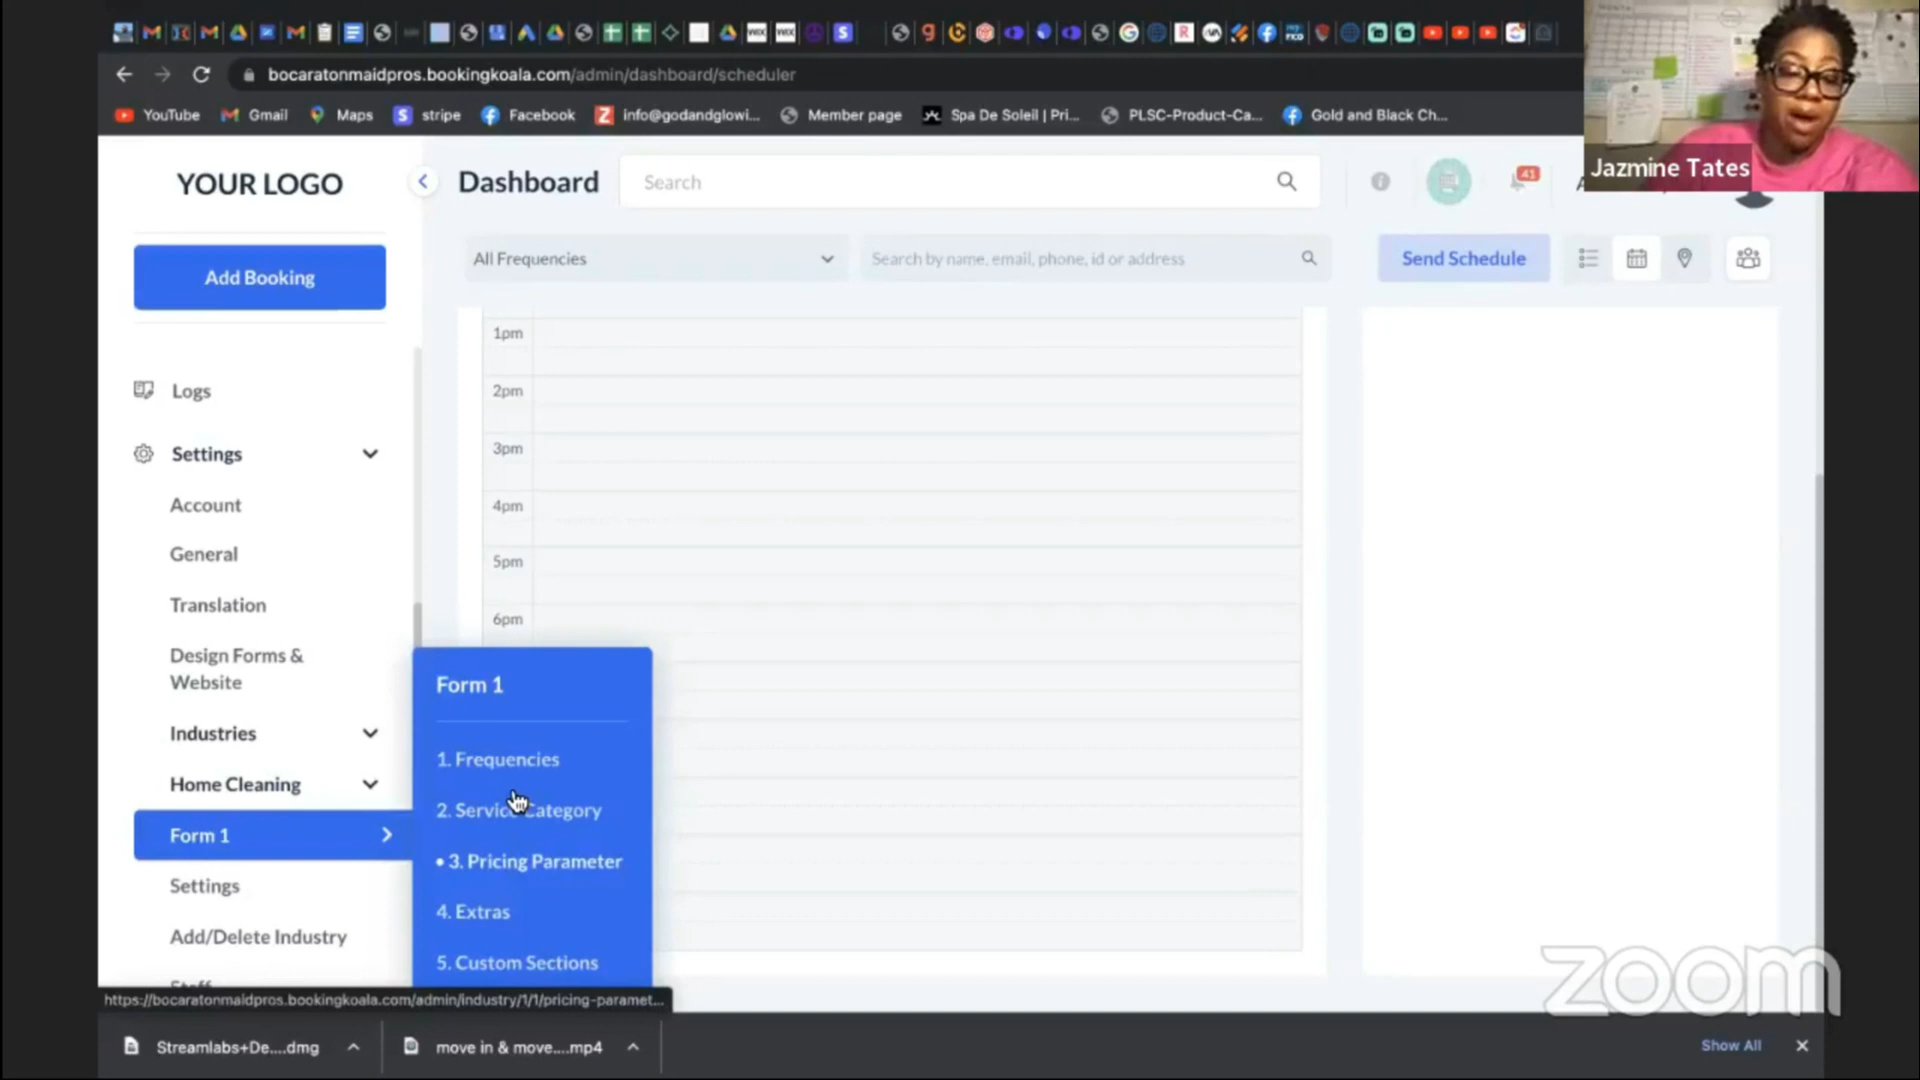 bocaratonmaidpros.bookingkoala.com/admin/dashboard/scheduler
YouTube
Gmail
Maps
stripe
Facebook
info@godandglowi...
Member page
Spa De Soleil | Pri...
PLSC-Product-Ca...
Gold and Black Ch...
Jazmine Tates
YOUR LOGO
Dashboard
Search
41
Add Booking
All Frequencies
Search by name, email, phone, id or address
Send Schedule
1pm
2pm
3pm
4pm
5pm
6pm
Logs
Settings
Account
General
Translation
Design Forms &
Website
Industries
Home Cleaning
Form 1
Settings
Add/Delete Industry
Staff
Form 1
1. Frequencies
2. Service Category
• 3. Pricing Parameter
4. Extras
5. Custom Sections
https://bocaratonmaidpros.bookingkoala.com/admin/industry/1/1/pricing-paramet...
Streamlabs+De....dmg
move in & move....mp4
Show All
zoom